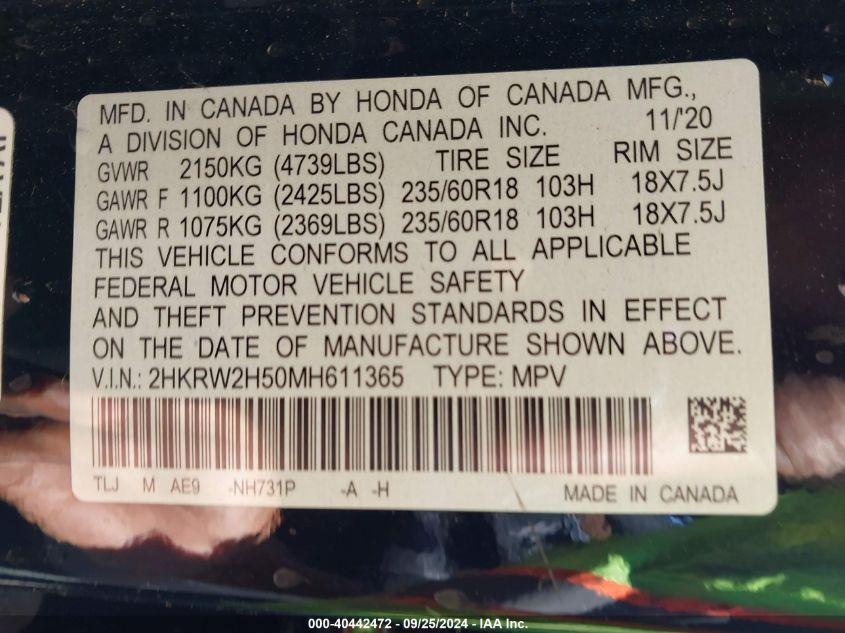 MFD. IN CANADA BY HONDA OF CANADA MFG.,
A DIVISION OF HONDA CANADA INC. 11/'20
GVWR 2150KG (4739LBS) TIRE SIZE RIM SIZE
GAWR F 1100KG (2425LBS) 235/60R18 103H 18X7.5J
GAWR R 1075KG (2369LBS) 235/60R18 103H 18X7.5J
THIS VEHICLE CONFORMS TO ALL APPLICABLE
FEDERAL MOTOR VEHICLE SAFETY
AND THEFT PREVENTION STANDARDS IN EFFECT
ON THE DATE OF MANUFACTURE SHOWN ABOVE.
V.I.N.: 2HKRW2H50MH611365 TYPE: MPV
TLJ M AE9 -NH731P -A -H MADE IN CANADA
000-40442472 - 09/25/2024 - IAA Inc.